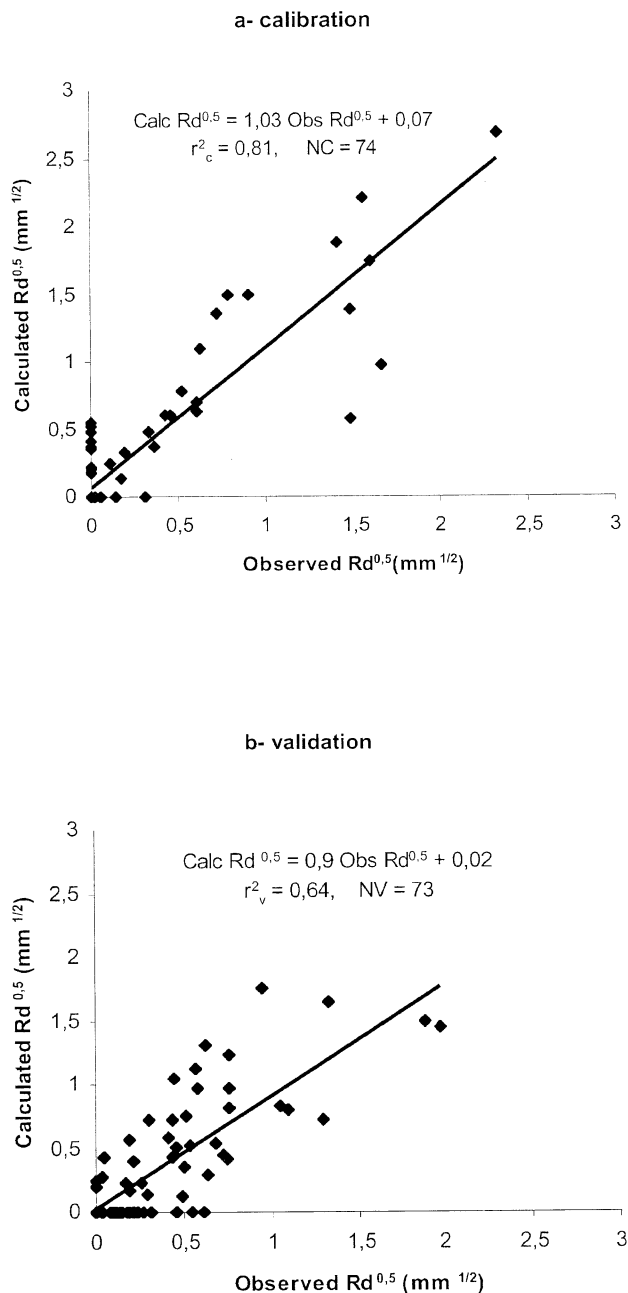 a- calibration
Calc Rd^0,5 = 1,03 Obs Rd^0,5 + 0,07
r²c = 0,81, NC = 74
3
2,5
2
1,5
1
0,5
0
Calculated Rd^0,5 (mm ^1/2)
0 0,5 1 1,5 2 2,5 3
Observed Rd^0,5(mm ^1/2)
b- validation
Calc Rd ^0,5 = 0,9 Obs Rd^0,5 + 0,02
r²v = 0,64, NV = 73
3
2,5
2
1,5
1
0,5
0
Calculated Rd ^0,5 (mm ^1/2)
0 0,5 1 1,5 2 2,5 3
Observed Rd ^0,5 (mm ^1/2)